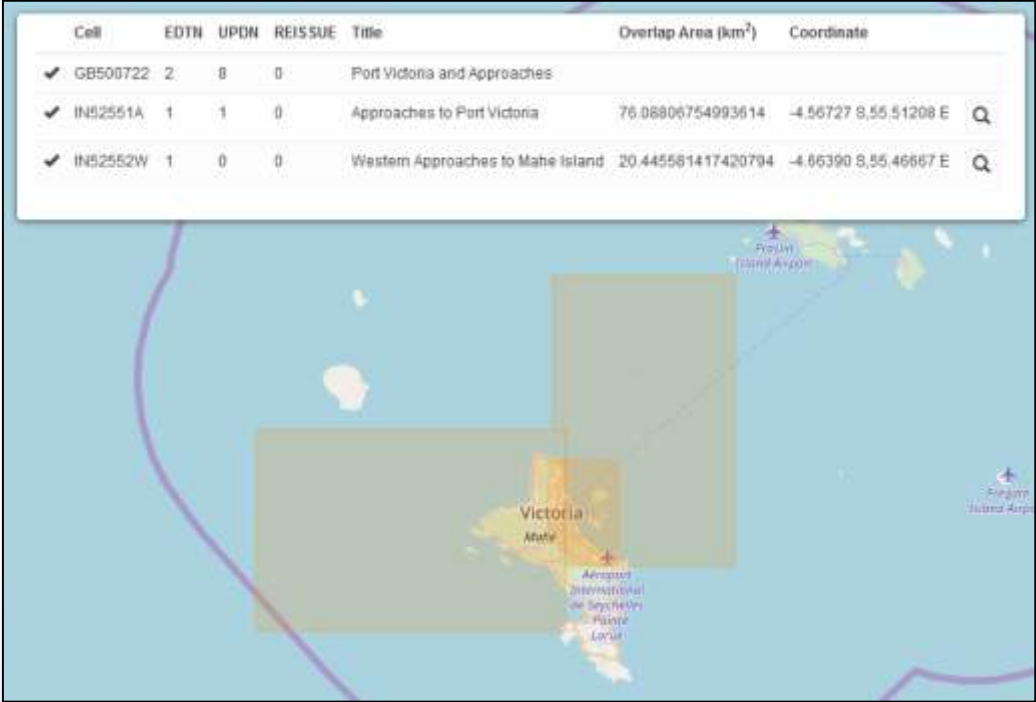 Cell EDTN UPDN REISSUE Title Overlap Area (km²) Coordinate
GB500722 2 8 0 Port Victoria and Approaches
IN52551A 1 1 0 Approaches to Port Victoria 76.08806754993614 -4.56727 S,55.51208 E
IN52552W 1 0 0 Western Approaches to Mahe Island 20.445581417420794 -4.66390 S,55.46667 E
Praslin
Island Airport
Frégate
Island Airpo
Victoria
Mahé
Aéroport
International
de Seychelles
Pointe
Larue